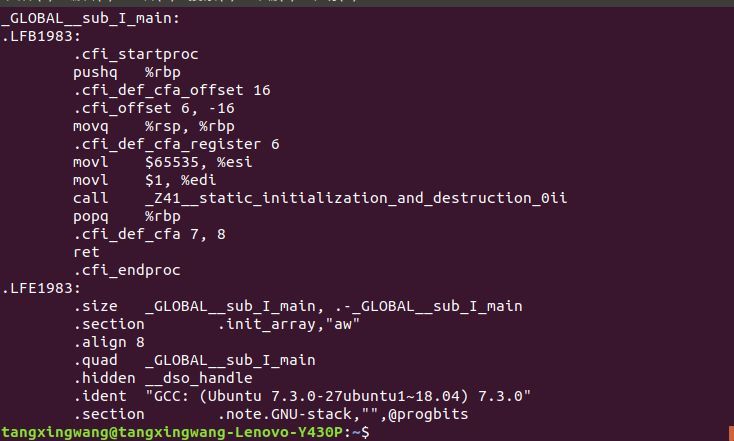 _GLOBAL__sub_I_main:
.LFB1983:
        .cfi_startproc
        pushq   %rbp
        .cfi_def_cfa_offset 16
        .cfi_offset 6, -16
        movq    %rsp, %rbp
        .cfi_def_cfa_register 6
        movl    $65535, %esi
        movl    $1, %edi
        call    _Z41__static_initialization_and_destruction_0ii
        popq    %rbp
        .cfi_def_cfa 7, 8
        ret
        .cfi_endproc
.LFE1983:
        .size   _GLOBAL__sub_I_main, .-_GLOBAL__sub_I_main
        .section        .init_array,"aw"
        .align 8
        .quad   _GLOBAL__sub_I_main
        .hidden __dso_handle
        .ident  "GCC: (Ubuntu 7.3.0-27ubuntu1~18.04) 7.3.0"
        .section        .note.GNU-stack,"",@progbits
tangxingwang@tangxingwang-Lenovo-Y430P:~$